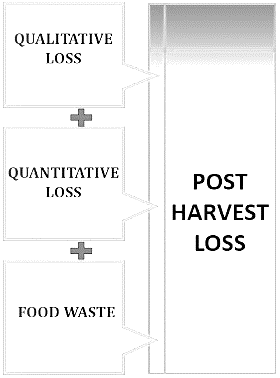 QUALITATIVE
LOSS
QUANTITATIVE
LOSS
FOOD WASTE
POST
HARVEST
LOSS